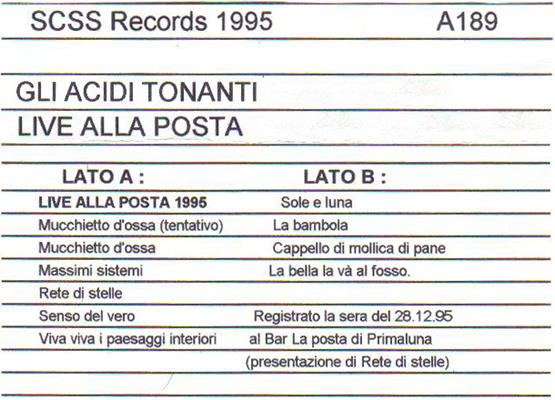 SCSS Records 1995 A189
GLI ACIDI TONANTI
LIVE ALLA POSTA
LATO A : LATO B :
LIVE ALLA POSTA 1995 Sole e luna
Mucchietto d'ossa (tentativo) La bambola
Mucchietto d'ossa Cappello di mollica di pane
Massimi sistemi La bella la và al fosso.
Rete di stelle
Senso del vero Registrato la sera del 28.12.95
Viva viva i paesaggi interiori al Bar La posta di Primaluna
(presentazione di Rete di stelle)